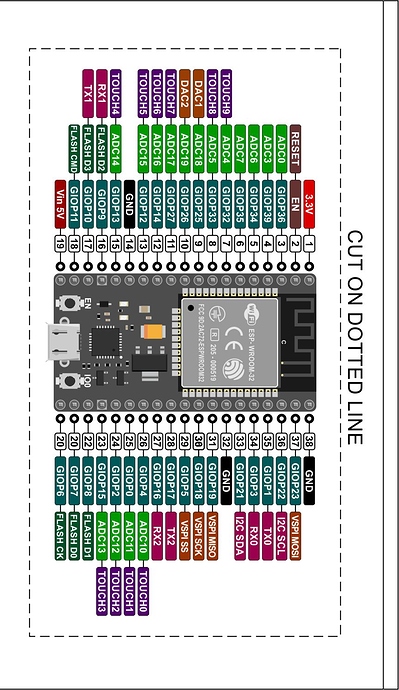 CUT ON DOTTED LINE
3.3V 1 38 GND
RESET EN 2 37 GIOP23 VSPI MOSI
ADC0 GIOP36 3 36 GIOP22 I2C SCL
ADC3 GIOP39 4 35 GIOP1 TX0
ADC6 GIOP34 5 34 GIOP3 RX0
ADC7 GIOP35 6 33 GIOP21 I2C SDA
TOUCH9 ADC4 GIOP32 7 32 GND
TOUCH8 ADC5 GIOP33 8 31 GIOP19 VSPI MISO
DAC1 ADC18 GIOP25 9 30 GIOP18 VSPI SCK
DAC2 ADC19 GIOP26 10 29 GIOP5 VSPI SS
TOUCH7 ADC17 GIOP27 11 28 GIOP17 TX2
TOUCH6 ADC16 GIOP14 12 27 GIOP16 RX2
TOUCH5 ADC15 GIOP12 13 26 GIOP4 ADC10 TOUCH0
GND 14 25 GIOP0 ADC11 TOUCH1
TOUCH4 ADC14 GIOP13 15 24 GIOP2 ADC12 TOUCH2
RX1 FLASH D2 GIOP9 16 23 GIOP15 ADC13 TOUCH3
TX1 FLASH D3 GIOP10 17 22 GIOP8 FLASH D1
FLASH CMD GIOP11 18 20 GIOP7 FLASH D0
Vin 5V 19 20 GIOP6 FLASH CK
Wi Fi ESP-WROOM-32
CE
R 205-000519
FCC ID:2AC7Z-ESPWROOM32
EN IO0